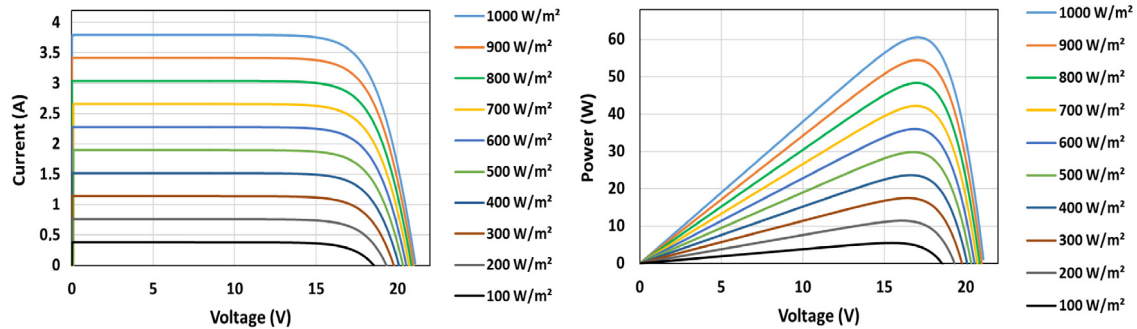 4
3.5
3
2.5
2
1.5
1
0.5
0
Current (A)
0 5 10 15 20
Voltage (V)
1000 W/m²
900 W/m²
800 W/m²
700 W/m²
600 W/m²
500 W/m²
400 W/m²
300 W/m²
200 W/m²
100 W/m²
60
50
40
30
20
10
0
Power (W)
0 5 10 15 20
Voltage (V)
1000 W/m²
900 W/m²
800 W/m²
700 W/m²
600 W/m²
500 W/m²
400 W/m²
300 W/m²
200 W/m²
100 W/m²